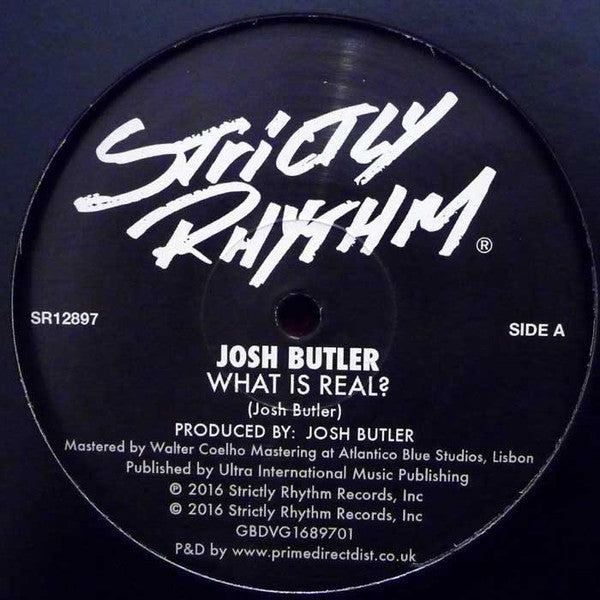 STRICTLY
RHYTHM®
SR12897
SIDE A
JOSH BUTLER
WHAT IS REAL?
(Josh Butler)
PRODUCED BY: JOSH BUTLER
Mastered by Walter Coelho Mastering at Atlantico Blue Studios, Lisbon
Published by Ultra International Music Publishing
℗ 2016 Strictly Rhythm Records, Inc
© 2016 Strictly Rhythm Records, Inc
GBDVG1689701
P&D by www.primedirectdist.co.uk